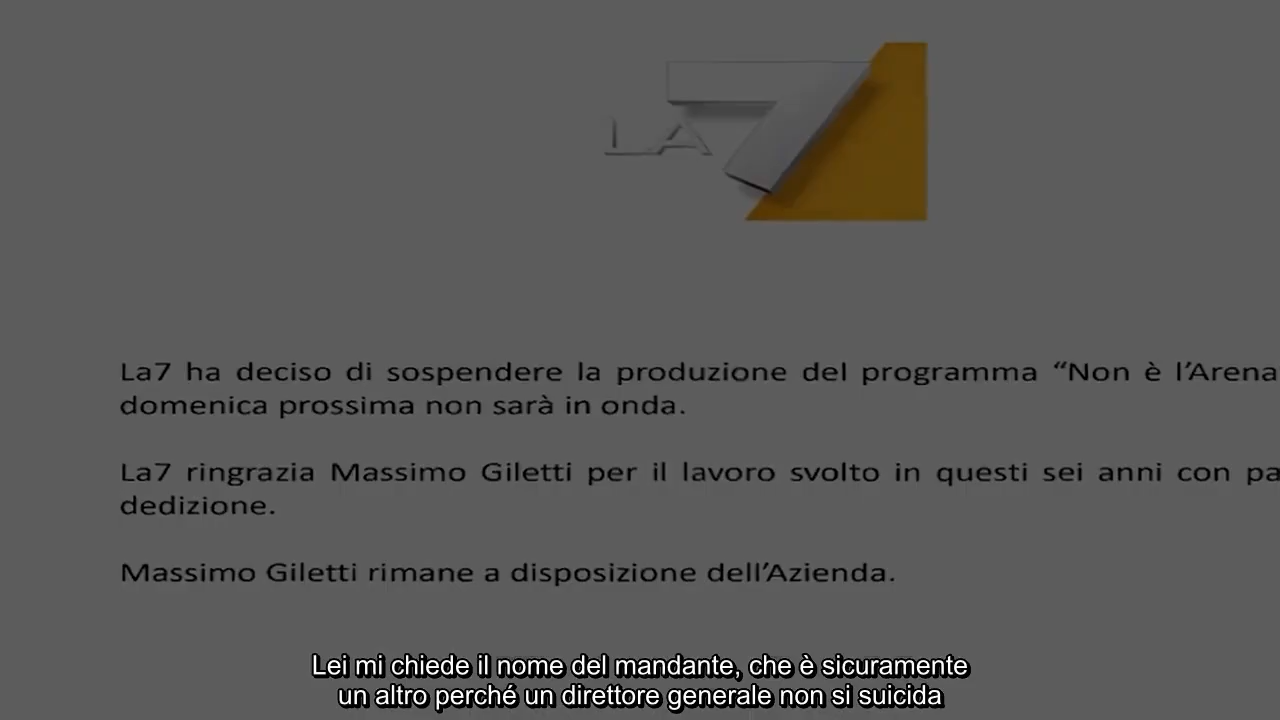 LA7
La7 ha deciso di sospendere la produzione del programma “Non è l’Arena
domenica prossima non sarà in onda.
La7 ringrazia Massimo Giletti per il lavoro svolto in questi sei anni con
dedizione.
Massimo Giletti rimane a disposizione dell’Azienda.
Lei mi chiede il nome del mandante, che è sicuramente
un altro perché un direttore generale non si suicida